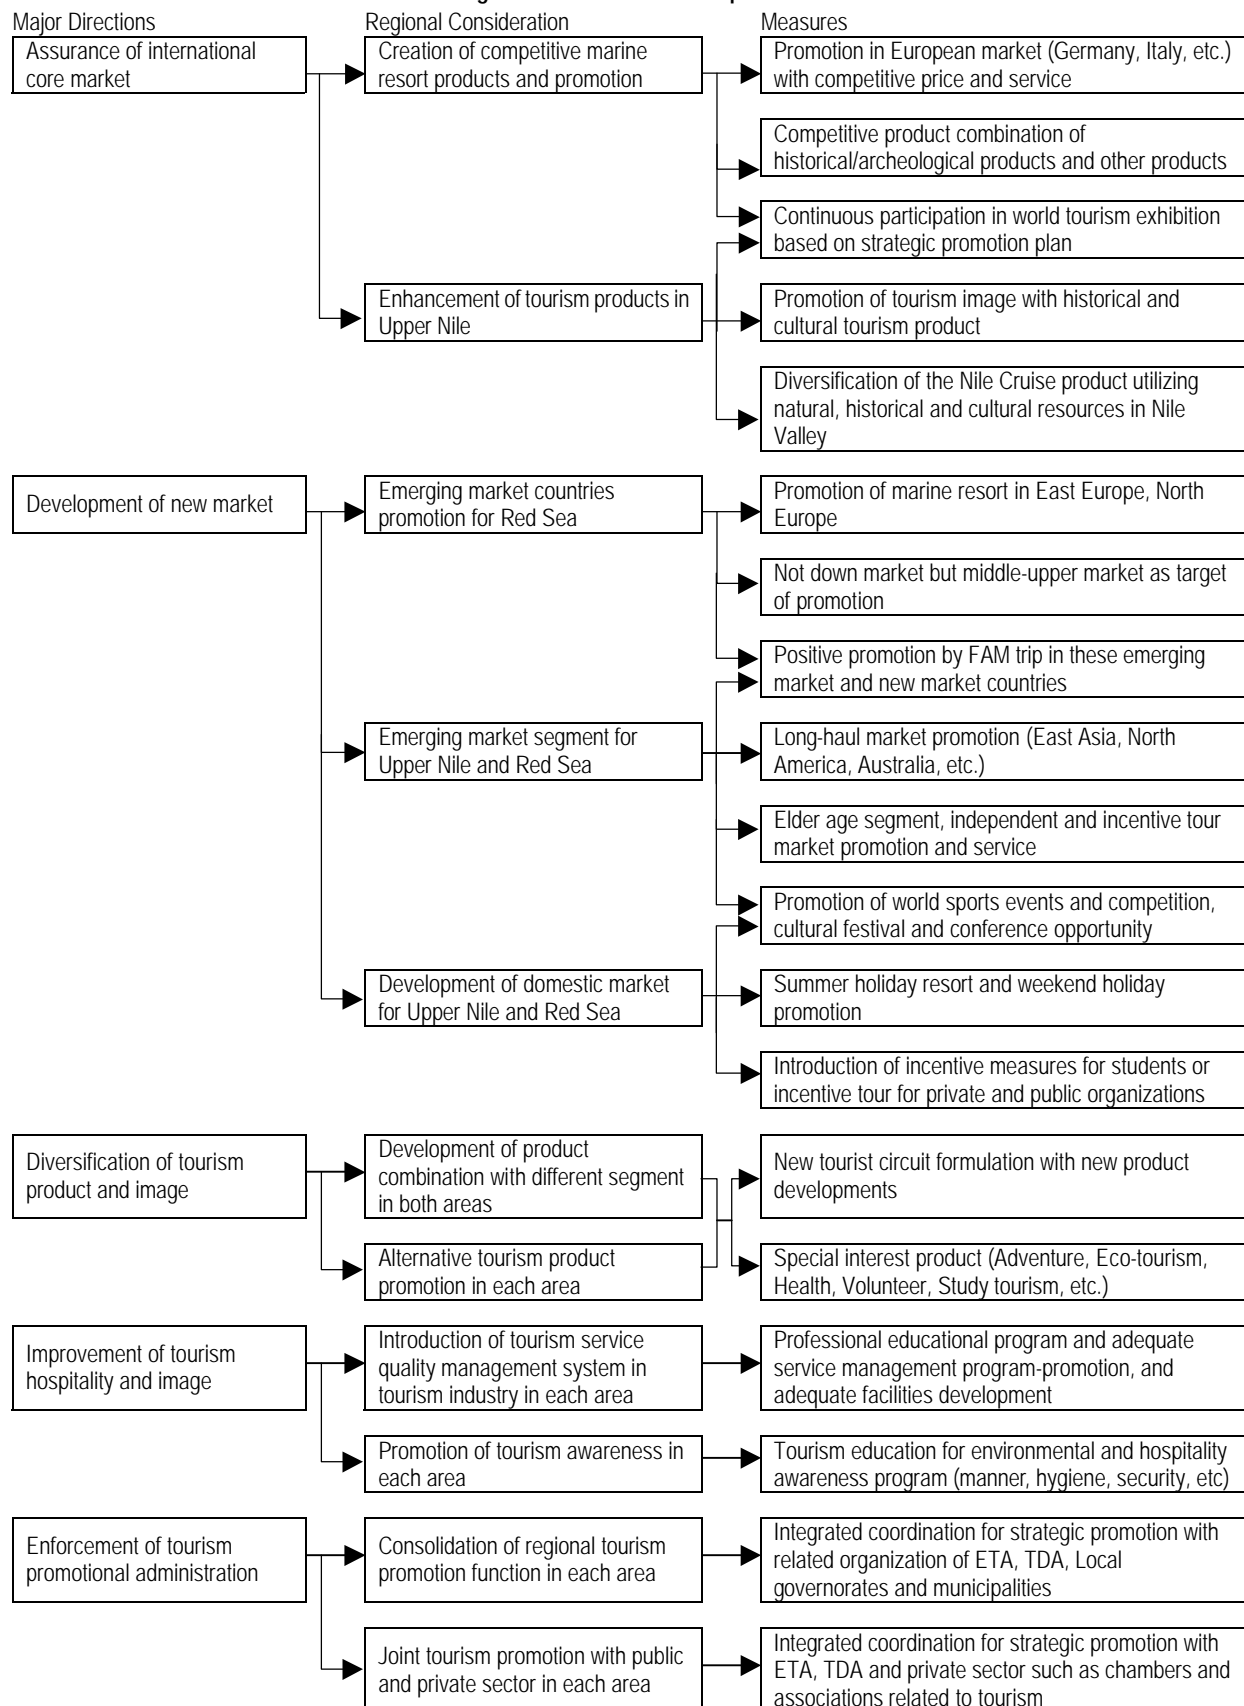 Major Directions
Regional Consideration
Measures
Assurance of international
core market
Creation of competitive marine
resort products and promotion
Promotion in European market (Germany, Italy, etc.)
with competitive price and service
Competitive product combination of
historical/archeological products and other products
Continuous participation in world tourism exhibition
based on strategic promotion plan
Enhancement of tourism products in
Upper Nile
Promotion of tourism image with historical and
cultural tourism product
Diversification of the Nile Cruise product utilizing
natural, historical and cultural resources in Nile
Valley
Development of new market
Emerging market countries
promotion for Red Sea
Promotion of marine resort in East Europe, North
Europe
Not down market but middle-upper market as target
of promotion
Positive promotion by FAM trip in these emerging
market and new market countries
Emerging market segment for
Upper Nile and Red Sea
Long-haul market promotion (East Asia, North
America, Australia, etc.)
Elder age segment, independent and incentive tour
market promotion and service
Promotion of world sports events and competition,
cultural festival and conference opportunity
Development of domestic market
for Upper Nile and Red Sea
Summer holiday resort and weekend holiday
promotion
Introduction of incentive measures for students or
incentive tour for private and public organizations
Diversification of tourism
product and image
Development of product
combination with different segment
in both areas
New tourist circuit formulation with new product
developments
Alternative tourism product
promotion in each area
Special interest product (Adventure, Eco-tourism,
Health, Volunteer, Study tourism, etc.)
Improvement of tourism
hospitality and image
Introduction of tourism service
quality management system in
tourism industry in each area
Professional educational program and adequate
service management program-promotion, and
adequate facilities development
Promotion of tourism awareness in
each area
Tourism education for environmental and hospitality
awareness program (manner, hygiene, security, etc)
Enforcement of tourism
promotional administration
Consolidation of regional tourism
promotion function in each area
Integrated coordination for strategic promotion with
related organization of ETA, TDA, Local
governorates and municipalities
Joint tourism promotion with public
and private sector in each area
Integrated coordination for strategic promotion with
ETA, TDA and private sector such as chambers and
associations related to tourism